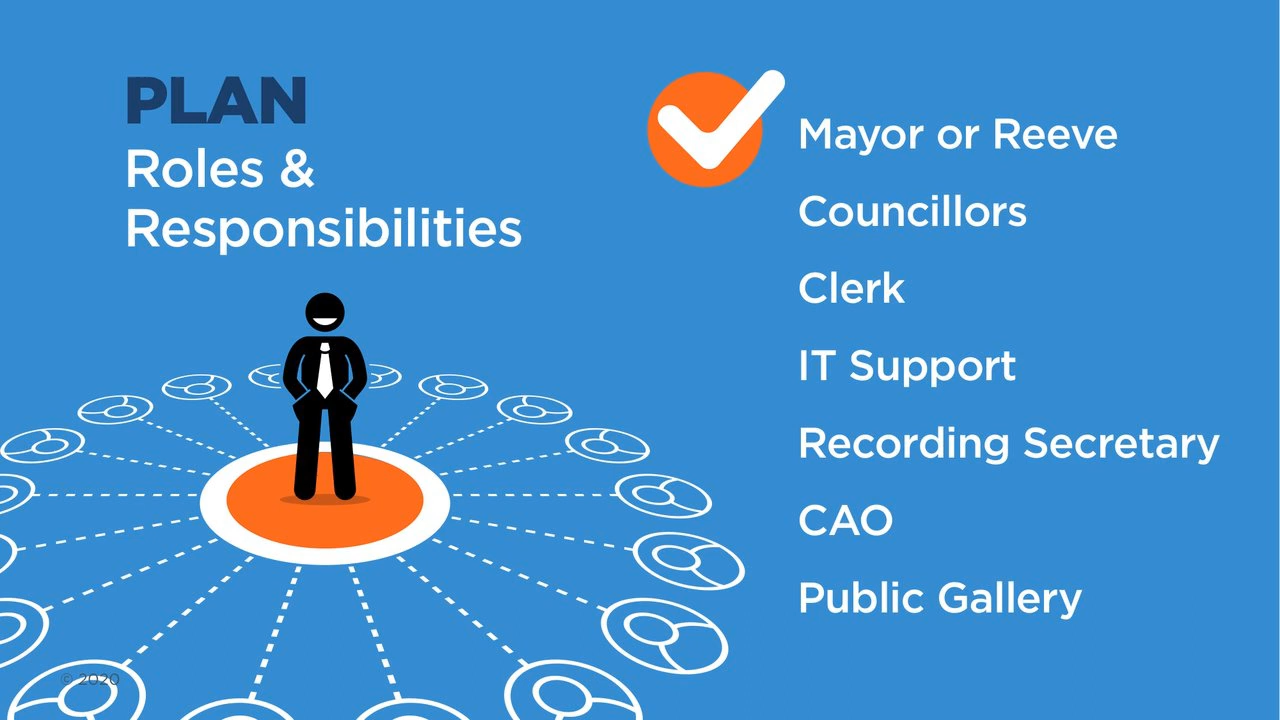 PLAN
Roles &
Responsibilities
Mayor or Reeve
Councillors
Clerk
IT Support
Recording Secretary
CAO
Public Gallery
© 2020